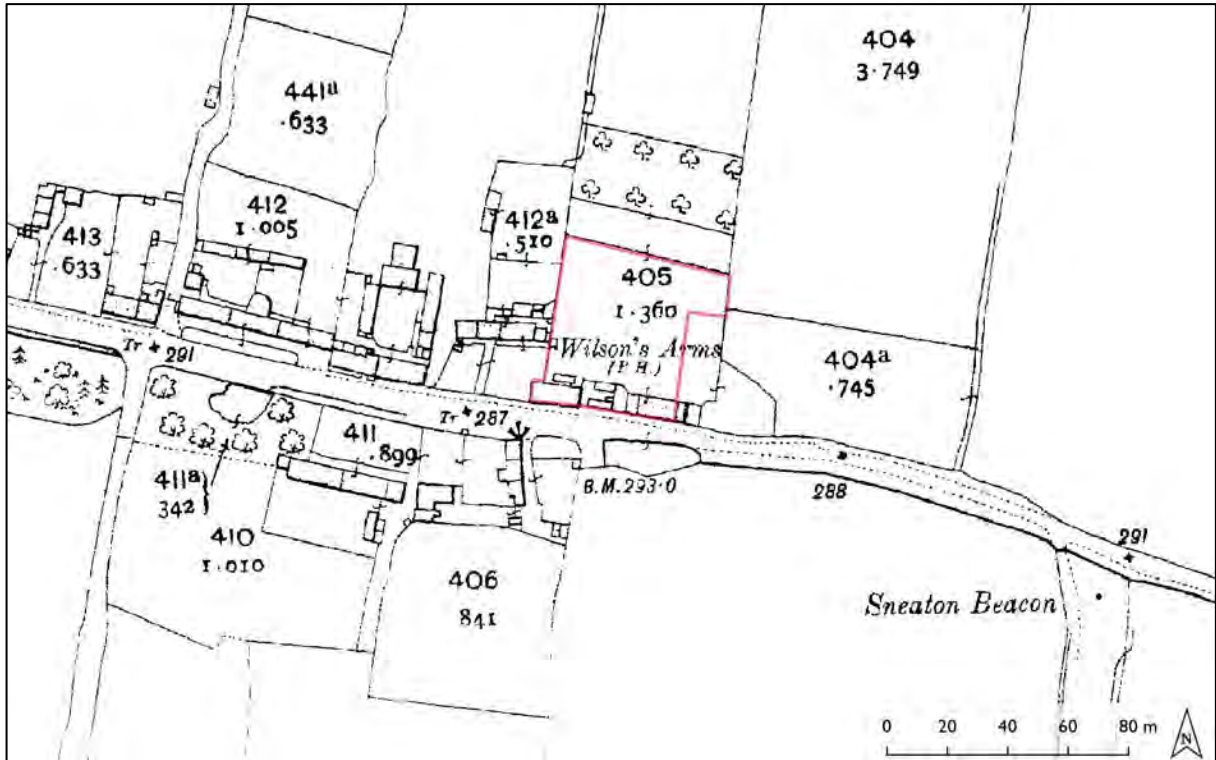 404
3·749
441a
·633
412
1·005
413
·633
412a
·510
405
1·360
Wilson's Arms
(P.H.)
404a
·745
Tr 291
Tr 287
411
·899
B.M.293·0
288
411a
342
410
1·010
406
841
291
Sneaton Beacon
0 20 40 60 80 m
N